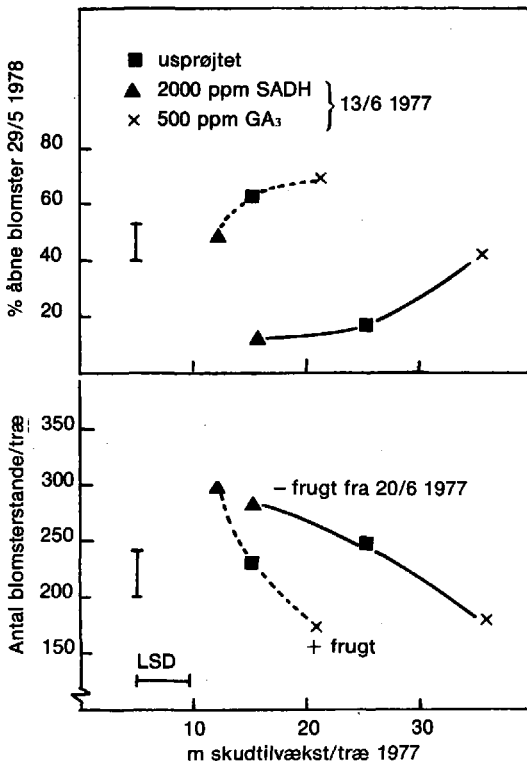 usprøjtet
2000 ppm SADH
500 ppm GA₃
13/6 1977
% åbne blomster 29/5 1978
80
60
40
20
Antal blomsterstande/træ
350
300
250
200
150
– frugt fra 20/6 1977
+ frugt
LSD
10
20
30
m skudtilvækst/træ 1977